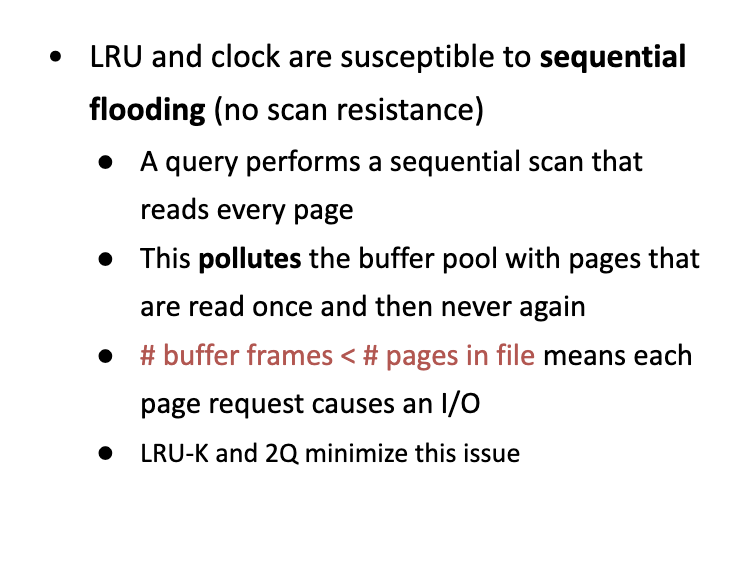 • LRU and clock are susceptible to sequential
flooding (no scan resistance)
● A query performs a sequential scan that
reads every page
● This pollutes the buffer pool with pages that
are read once and then never again
● # buffer frames < # pages in file means each
page request causes an I/O
● LRU-K and 2Q minimize this issue